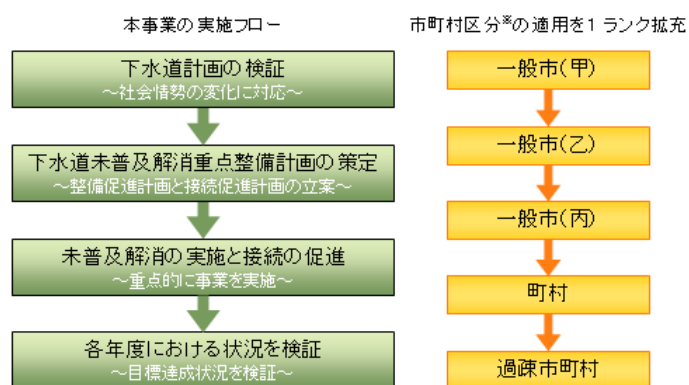 本事業の実施フロー
下水道計画の検証
～社会情勢の変化に対応～
下水道未普及解消重点整備計画の策定
～整備促進計画と接続促進計画の立案～
未普及解消の実施と接続の促進
～重点的に事業を実施～
各年度における状況を検証
～目標達成状況を検証～
市町村区分※の適用を1ランク拡充
一般市(甲)
一般市(乙)
一般市(丙)
町村
過疎市町村